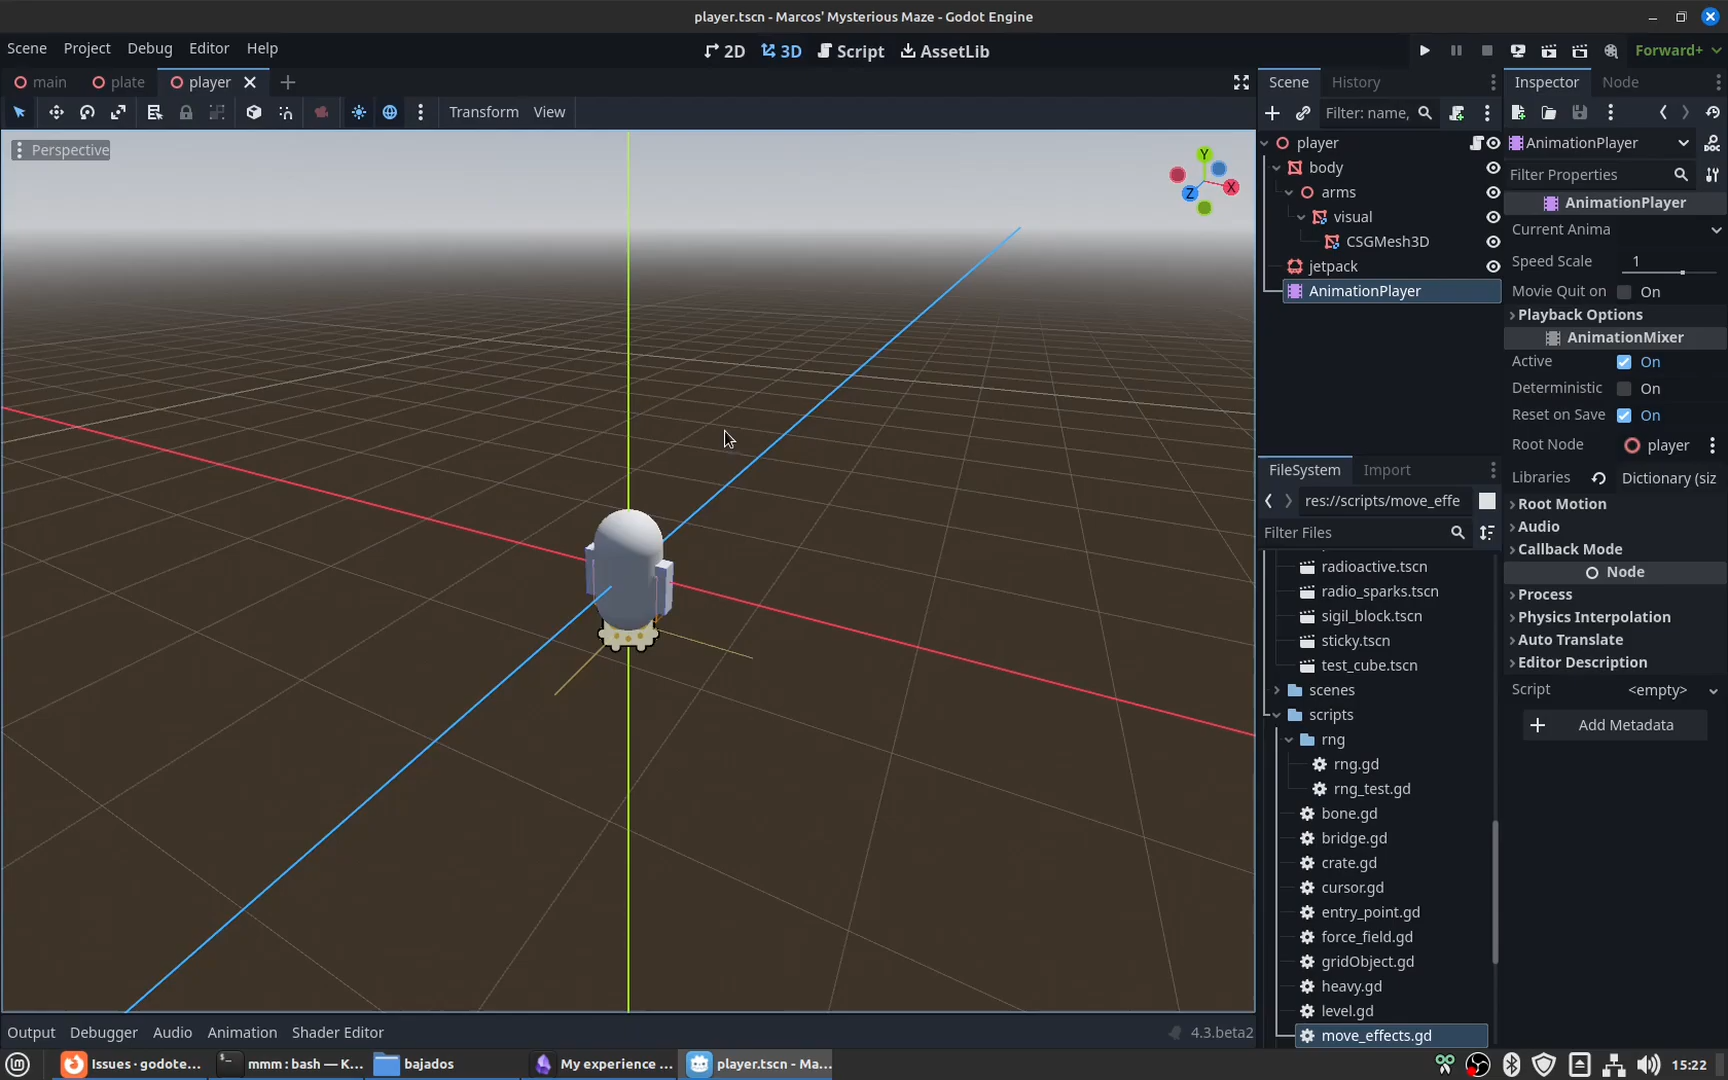 player.tscn - Marcos' Mysterious Maze - Godot Engine
Scene Project Debug Editor Help
2D 3D Script AssetLib
Forward+
main plate player
Transform View
Perspective
Y
X
Z
Scene History
Filter: name,
player
body
arms
visual
CSGMesh3D
jetpack
AnimationPlayer
FileSystem Import
res://scripts/move_effe
Filter Files
radioactive.tscn
radio_sparks.tscn
sigil_block.tscn
sticky.tscn
test_cube.tscn
scenes
scripts
rng
rng.gd
rng_test.gd
bone.gd
bridge.gd
crate.gd
cursor.gd
entry_point.gd
force_field.gd
gridObject.gd
heavy.gd
level.gd
move_effects.gd
Inspector Node
AnimationPlayer
Filter Properties
AnimationPlayer
Current Anima
Speed Scale 1
Movie Quit on On
Playback Options
AnimationMixer
Active On
Deterministic On
Reset on Save On
Root Node player
Libraries Dictionary (siz
Root Motion
Audio
Callback Mode
Node
Process
Physics Interpolation
Auto Translate
Editor Description
Script <empty>
Add Metadata
Output Debugger Audio Animation Shader Editor
4.3.beta2
Issues · godote...
mmm : bash — K...
bajados
My experience ...
player.tscn - Ma...
15:22